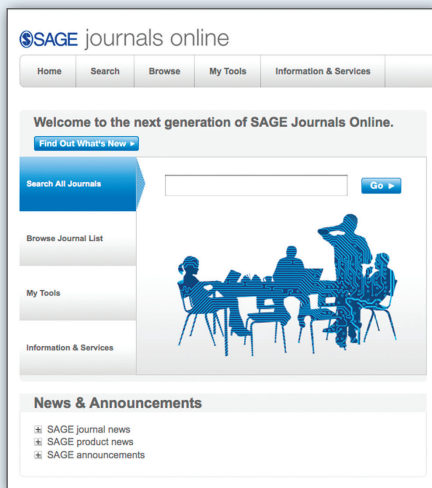 SAGE journals online
Home Search Browse My Tools Information & Services
Welcome to the next generation of SAGE Journals Online.
Find Out What's New
Search All Journals
Go
Browse Journal List
My Tools
Information & Services
News & Announcements
SAGE journal news
SAGE product news
SAGE announcements